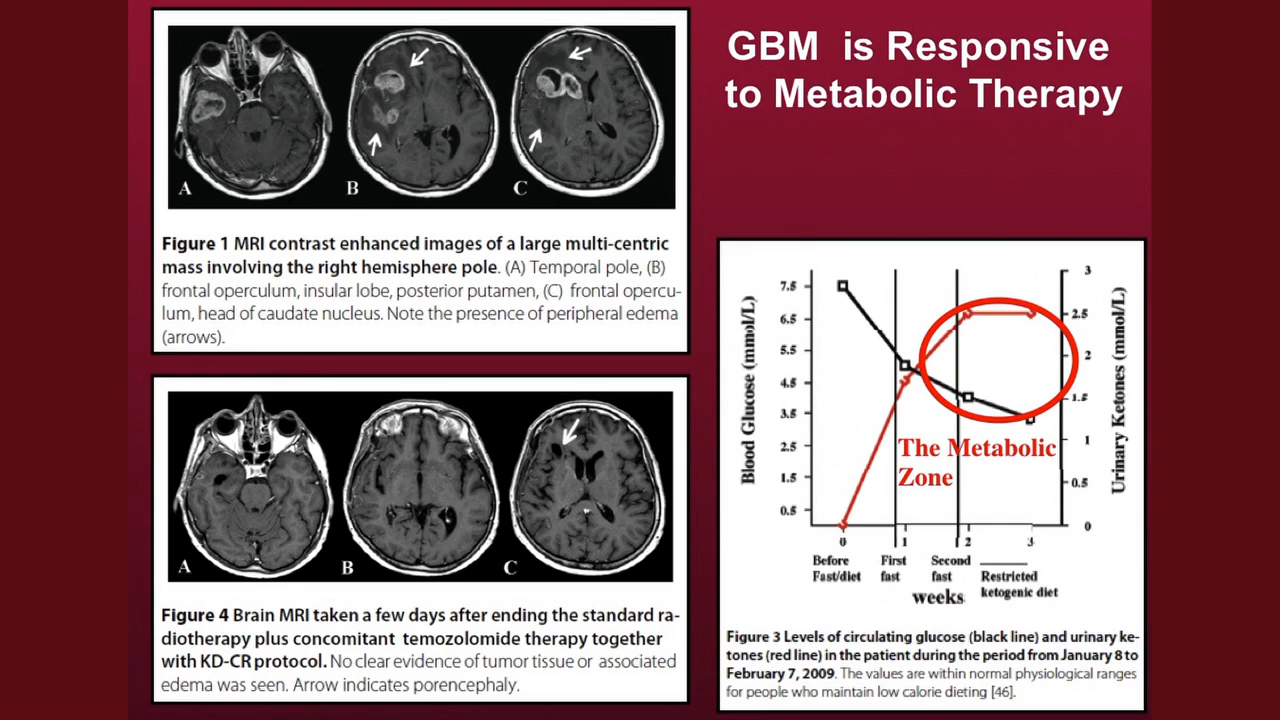 GBM is Responsive
to Metabolic Therapy
A
B
C
Figure 1 MRI contrast enhanced images of a large multi-centric
mass involving the right hemisphere pole. (A) Temporal pole, (B)
frontal operculum, insular lobe, posterior putamen, (C) frontal opercu-
lum, head of caudate nucleus. Note the presence of peripheral edema
(arrows).
A
B
C
Figure 4 Brain MRI taken a few days after ending the standard ra-
diotherapy plus concomitant temozolomide therapy together
with KD-CR protocol. No clear evidence of tumor tissue or associated
edema was seen. Arrow indicates porencephaly.
Blood Glucose (mmol/L)
7.5
6.5
5.5
4.5
3.5
2.5
1.5
0.5
Urinary Ketones (mmol/L)
3
2.5
2
1.5
1
0.5
0
The Metabolic
Zone
0 1 2 3
Before First Second Restricted
Fast/diet fast fast ketogenic diet
weeks
Figure 3 Levels of circulating glucose (black line) and urinary ke-
tones (red line) in the patient during the period from January 8 to
February 7, 2009. The values are within normal physiological ranges
for people who maintain low calorie dieting [46].